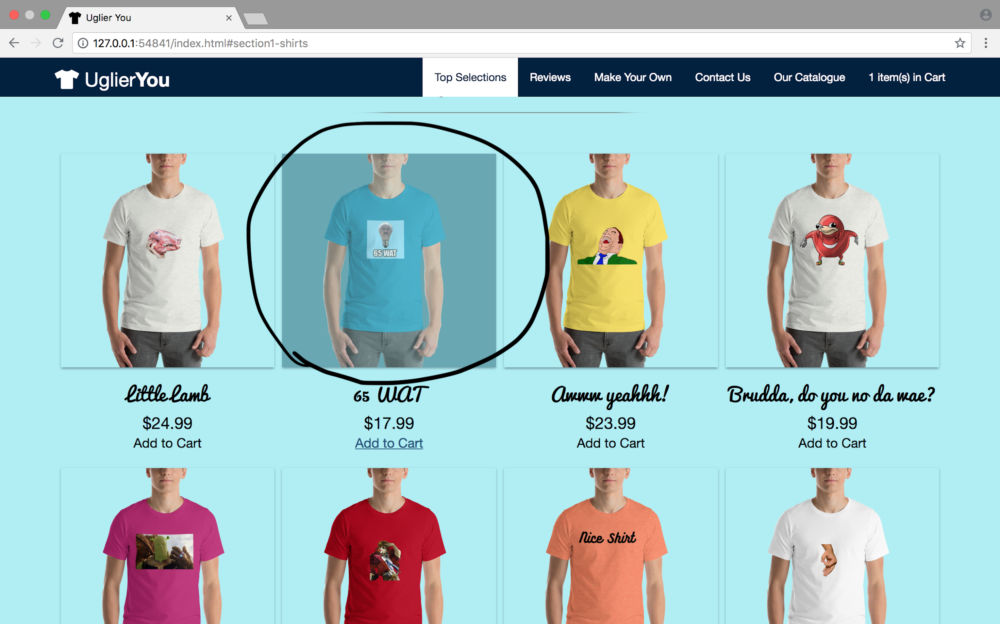 Uglier You
127.0.0.1:54841/index.html#section1-shirts
UglierYou
Top Selections
Reviews
Make Your Own
Contact Us
Our Catalogue
1 item(s) in Cart
65 WAT
Little Lamb
$24.99
Add to Cart
65 WAT
$17.99
Add to Cart
Awww yeahhh!
$23.99
Add to Cart
Brudda, do you no da wae?
$19.99
Add to Cart
Nice Shirt